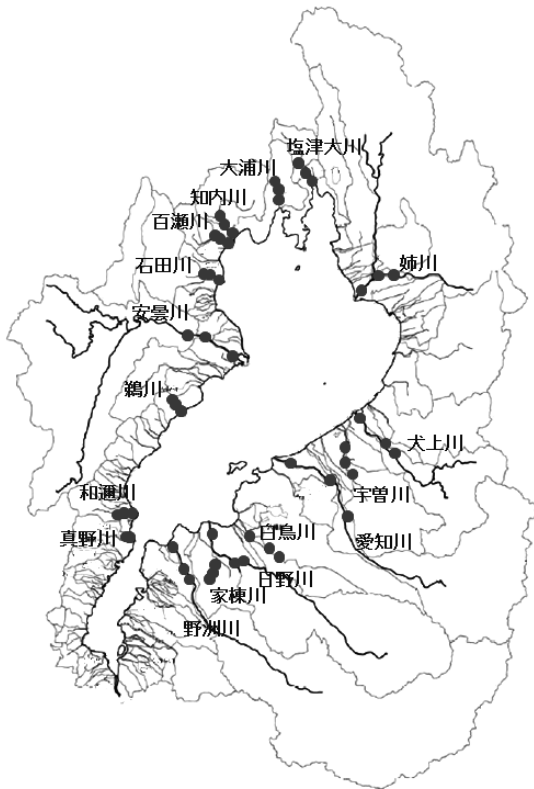 塩津大川
大浦川
知内川
百瀬川
石田川
姉川
安曇川
鵜川
犬上川
宇曽川
和邇川
真野川
白鳥川
愛知川
日野川
家棟川
野洲川